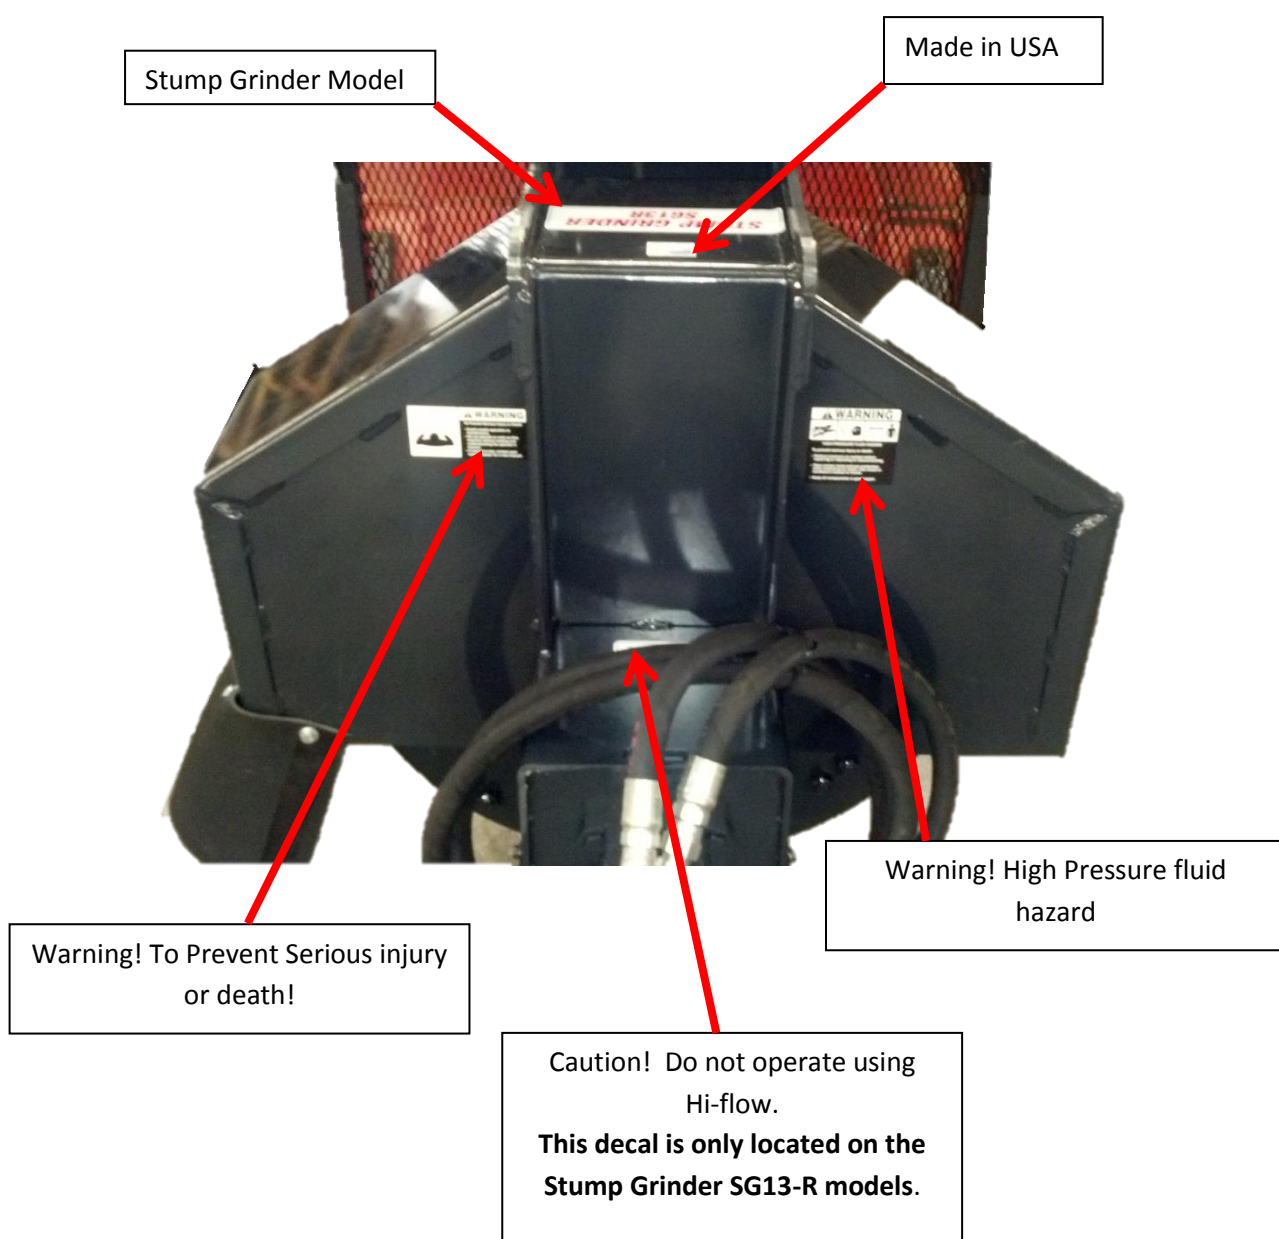 Made in USA
Stump Grinder Model
STUMP GRINDER
SG13R
WARNING
WARNING
Warning! High Pressure fluid
hazard
Warning! To Prevent Serious injury
or death!
Caution! Do not operate using
Hi-flow.
This decal is only located on the
Stump Grinder SG13-R models.